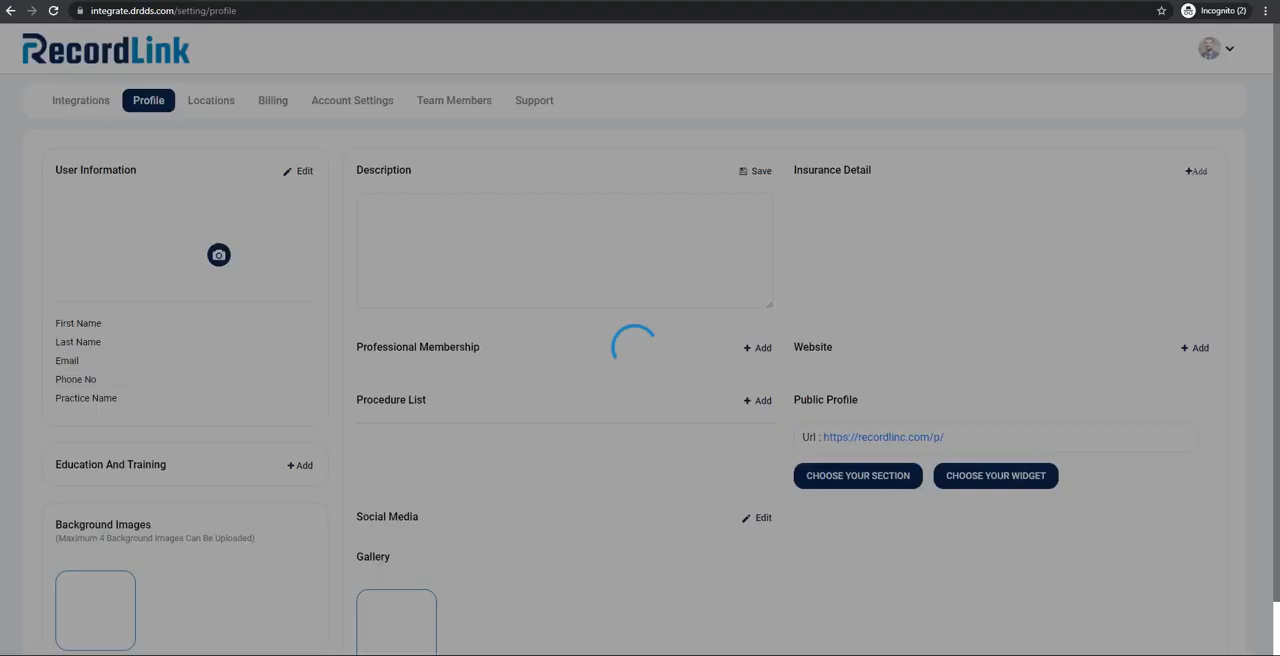 integrate.drdds.com/setting/profile
Incognito (2)
RecordLink
Integrations
Profile
Locations
Billing
Account Settings
Team Members
Support
User Information
Edit
First Name
Last Name
Email
Phone No
Practice Name
Education And Training
+Add
Background Images
(Maximum 4 Background Images Can Be Uploaded)
Description
Save
Professional Membership
+ Add
Procedure List
+ Add
Social Media
Edit
Gallery
Insurance Detail
+Add
Website
+ Add
Public Profile
Url : https://recordlinc.com/p/
CHOOSE YOUR SECTION
CHOOSE YOUR WIDGET